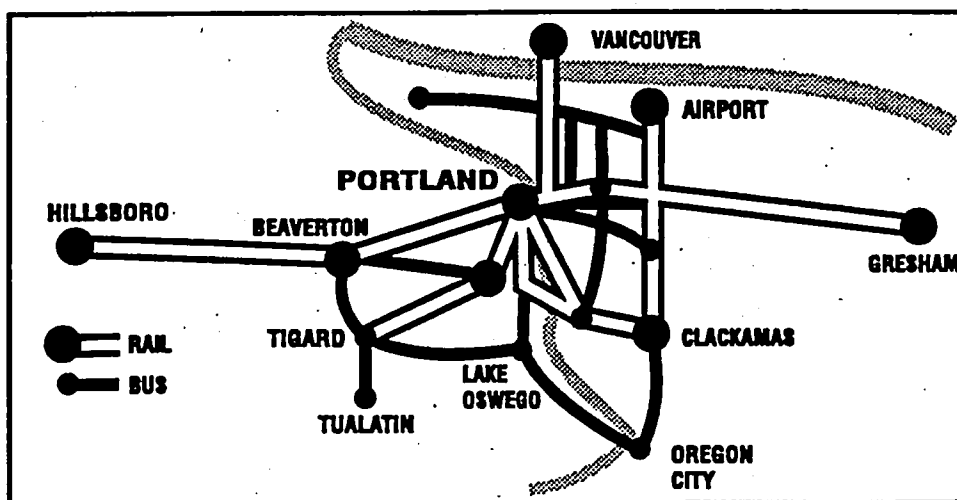 VANCOUVER
AIRPORT
PORTLAND
HILLSBORO
BEAVERTON
GRESHAM
RAIL
TIGARD
CLACKAMAS
BUS
LAKE
OSWEGO
TUALATIN
OREGON
CITY